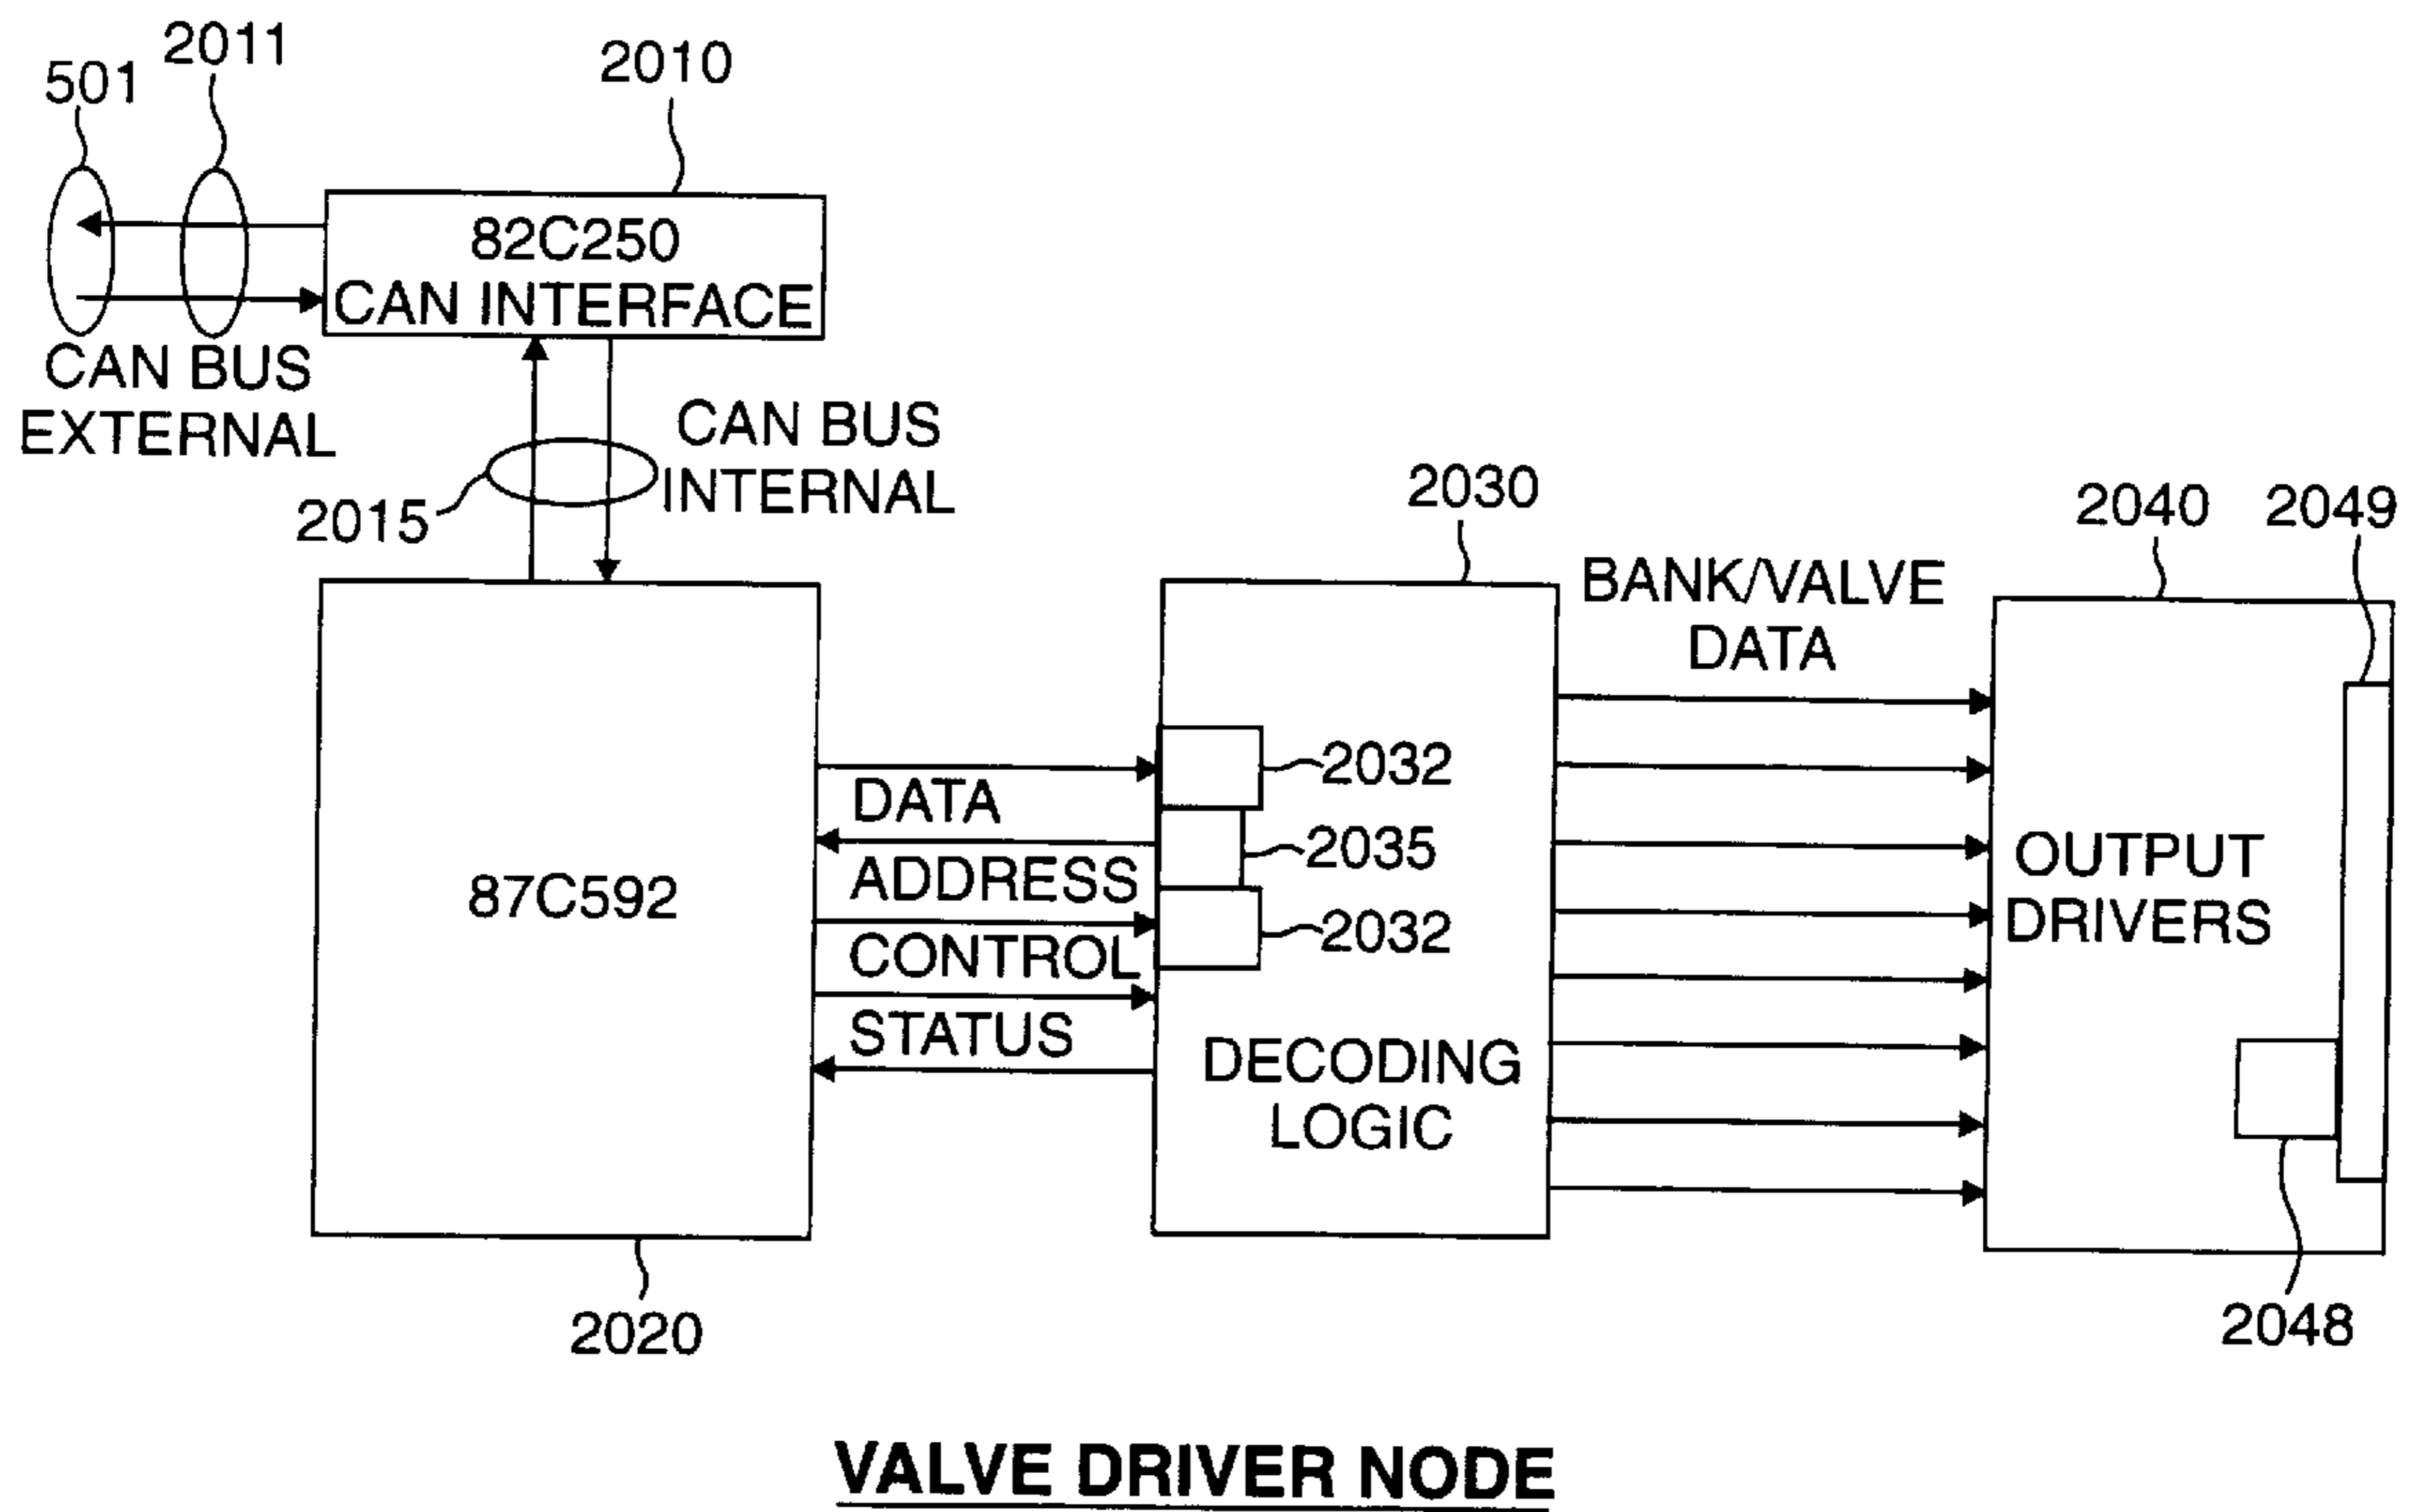 2011
501
2010
82C250
CAN INTERFACE
CAN BUS
EXTERNAL
CAN BUS
INTERNAL
2015
2030
2040
2049
BANK/VALVE
DATA
87C592
DATA
ADDRESS
CONTROL
STATUS
2032
2035
2032
DECODING
LOGIC
OUTPUT
DRIVERS
2020
2048
VALVE DRIVER NODE